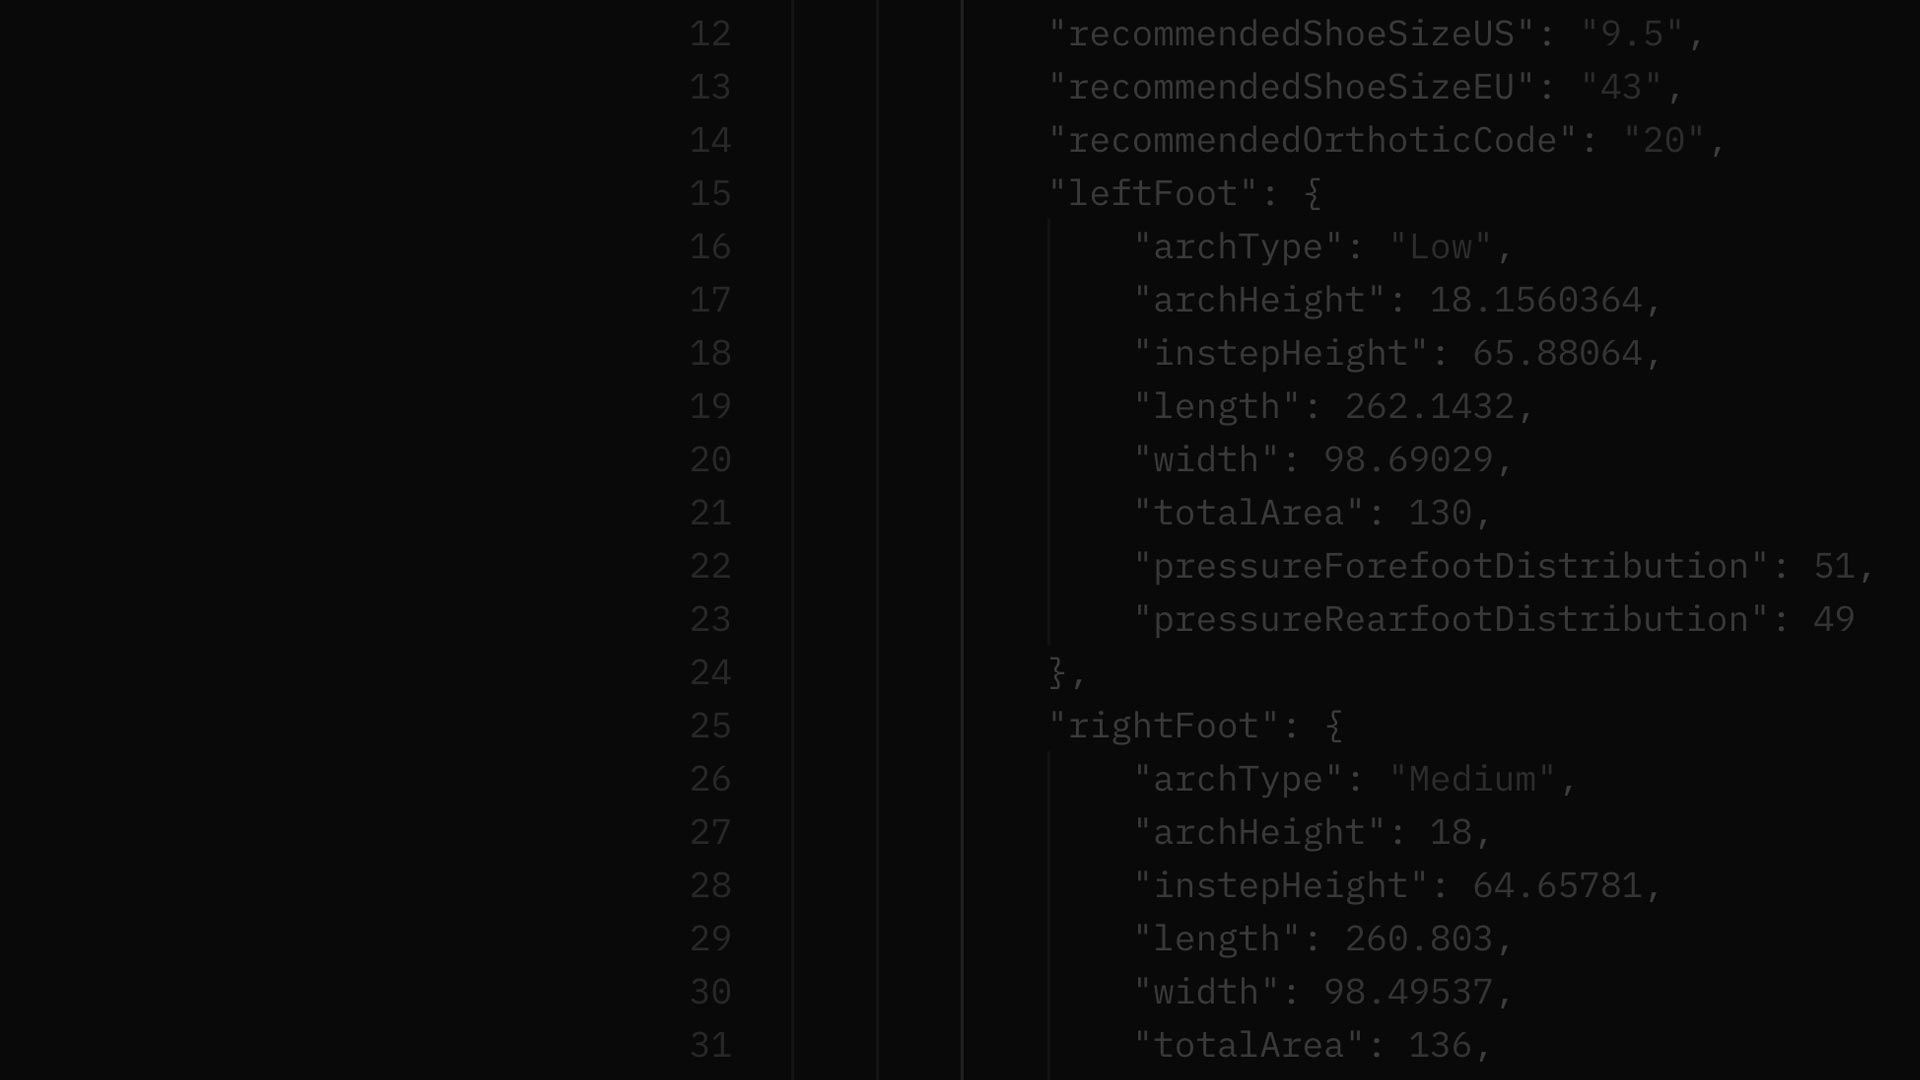 12 "recommendedShoeSizeUS": "9.5",
13 "recommendedShoeSizeEU": "43",
14 "recommendedOrthoticCode": "20",
15 "leftFoot": {
16 "archType": "Low",
17 "archHeight": 18.1560364,
18 "instepHeight": 65.88064,
19 "length": 262.1432,
20 "width": 98.69029,
21 "totalArea": 130,
22 "pressureForefootDistribution": 51,
23 "pressureRearfootDistribution": 49
24 },
25 "rightFoot": {
26 "archType": "Medium",
27 "archHeight": 18,
28 "instepHeight": 64.65781,
29 "length": 260.803,
30 "width": 98.49537,
31 "totalArea": 136,